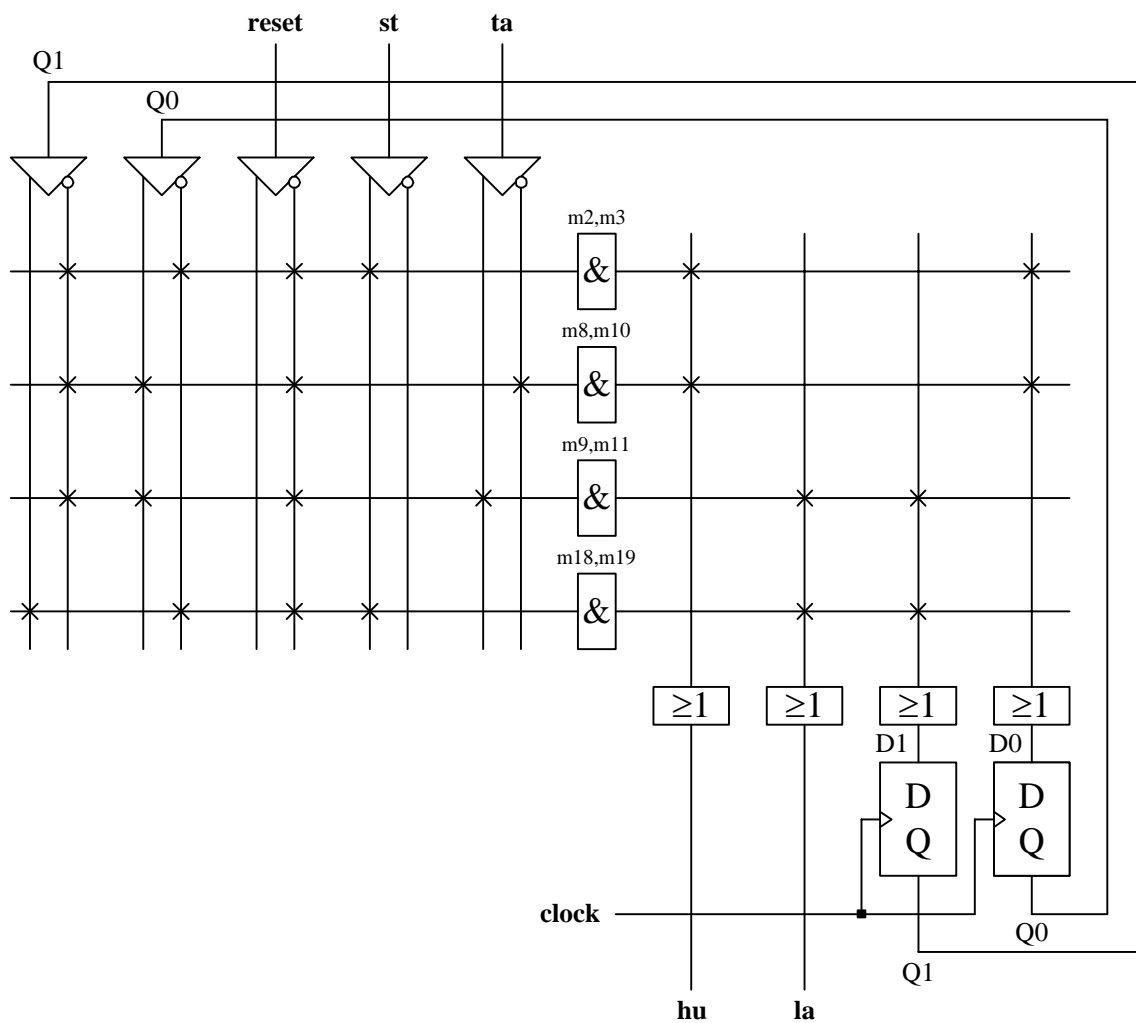 reset st ta
Q1
Q0
m2,m3
&
m8,m10
&
m9,m11
&
m18,m19
&
≥1 ≥1 ≥1 ≥1
D1 D0
D D
Q Q
clock
Q0
Q1
hu la